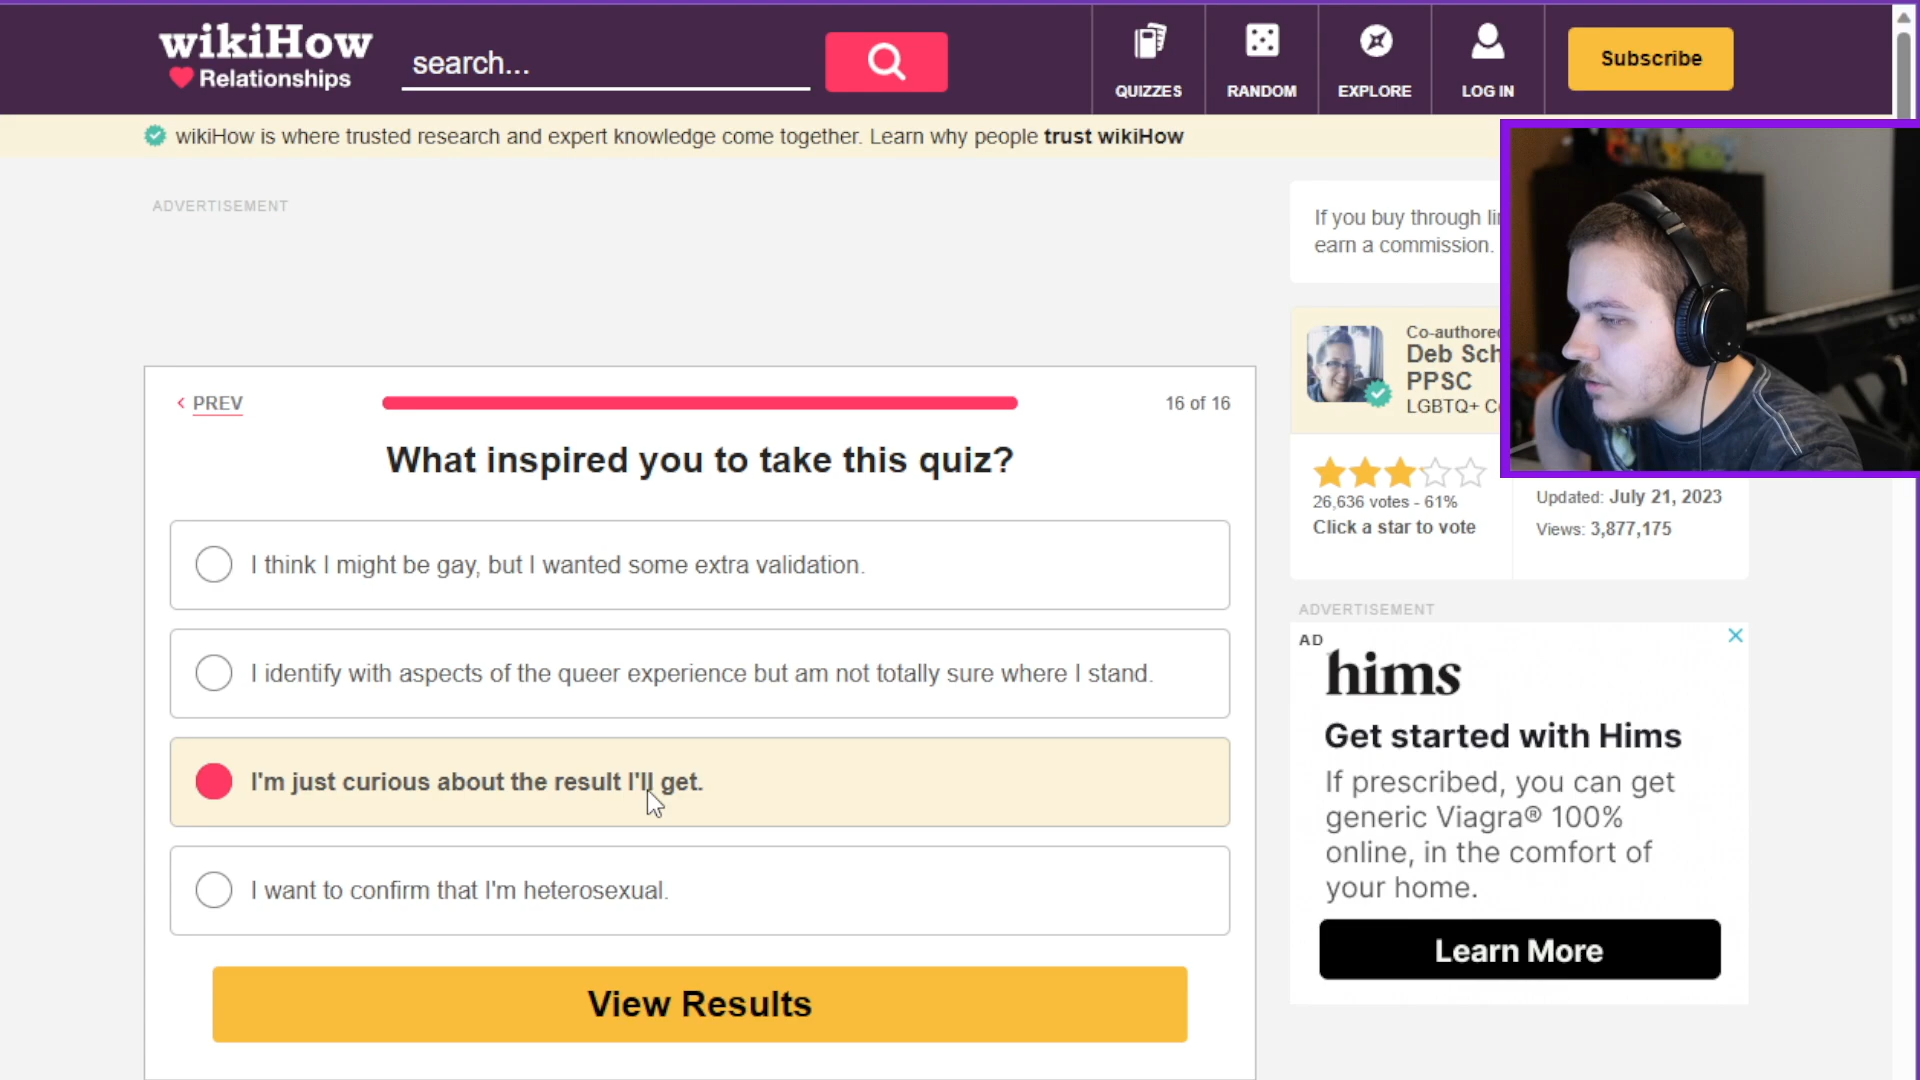 wikiHow
Relationships
search...
QUIZZES
RANDOM
EXPLORE
LOG IN
Subscribe
wikiHow is where trusted research and expert knowledge come together. Learn why people trust wikiHow
ADVERTISEMENT
If you buy through
earn a commission.
Co-authored
Deb
PPSC
LGBTQ+
26,636 votes - 61%
Click a star to vote
Updated: July 21, 2023
Views: 3,877,175
PREV
16 of 16
What inspired you to take this quiz?
I think I might be gay, but I wanted some extra validation.
I identify with aspects of the queer experience but am not totally sure where I stand.
I'm just curious about the result I'll get.
I want to confirm that I'm heterosexual.
View Results
ADVERTISEMENT
AD
hims
Get started with Hims
If prescribed, you can get
generic Viagra® 100%
online, in the comfort of
your home.
Learn More